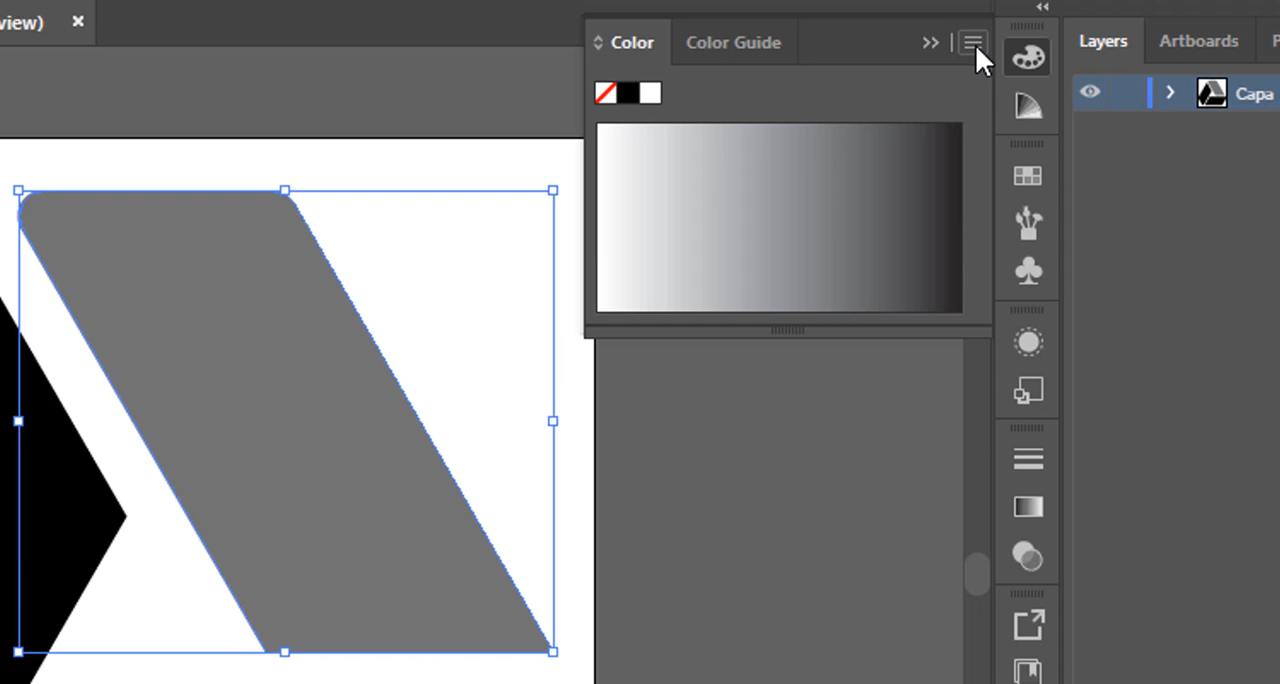 view) ×
Color
Color Guide
Layers
Artboards
Capa